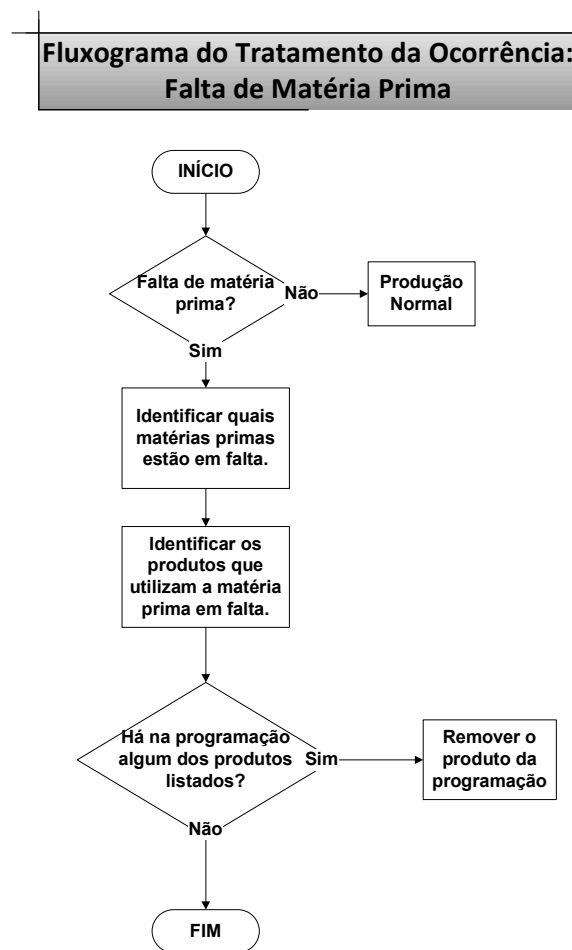 Fluxograma do Tratamento da Ocorrência:
Falta de Matéria Prima
INÍCIO
Falta de matéria
prima?
Não
Produção
Normal
Sim
Identificar quais
matérias primas
estão em falta.
Identificar os
produtos que
utilizam a matéria
prima em falta.
Há na programação
algum dos produtos
listados?
Sim
Remover o
produto da
programação
Não
FIM